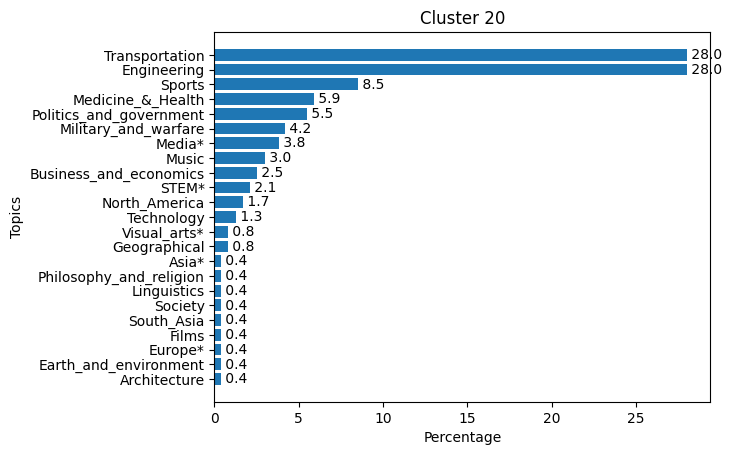 Cluster 20
Topics
Transportation 28.0
Engineering 28.0
Sports 8.5
Medicine_&_Health 5.9
Politics_and_government 5.5
Military_and_warfare 4.2
Media* 3.8
Music 3.0
Business_and_economics 2.5
STEM* 2.1
North_America 1.7
Technology 1.3
Visual_arts* 0.8
Geographical 0.8
Asia* 0.4
Philosophy_and_religion 0.4
Linguistics 0.4
Society 0.4
South_Asia 0.4
Films 0.4
Europe* 0.4
Earth_and_environment 0.4
Architecture 0.4
0 5 10 15 20 25
Percentage